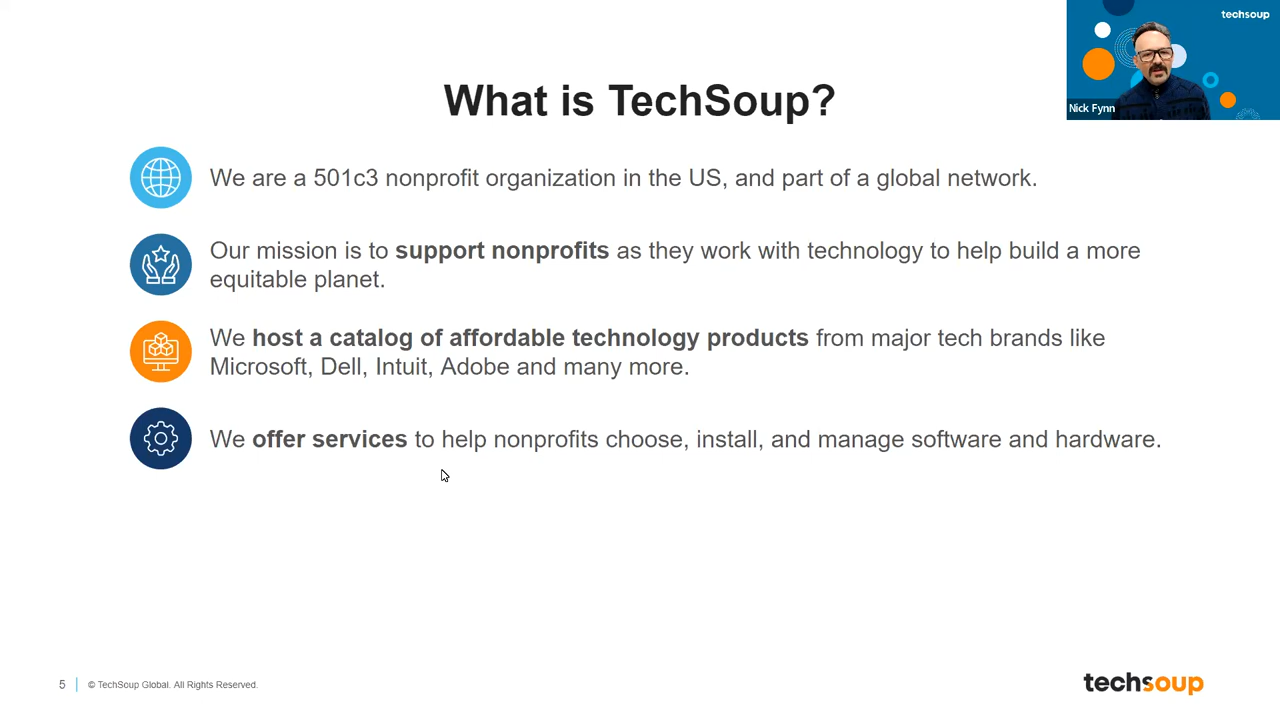 techsoup
Nick Fynn
What is TechSoup?
We are a 501c3 nonprofit organization in the US, and part of a global network.
Our mission is to support nonprofits as they work with technology to help build a more
equitable planet.
We host a catalog of affordable technology products from major tech brands like
Microsoft, Dell, Intuit, Adobe and many more.
We offer services to help nonprofits choose, install, and manage software and hardware.
5
© TechSoup Global. All Rights Reserved.
techsoup